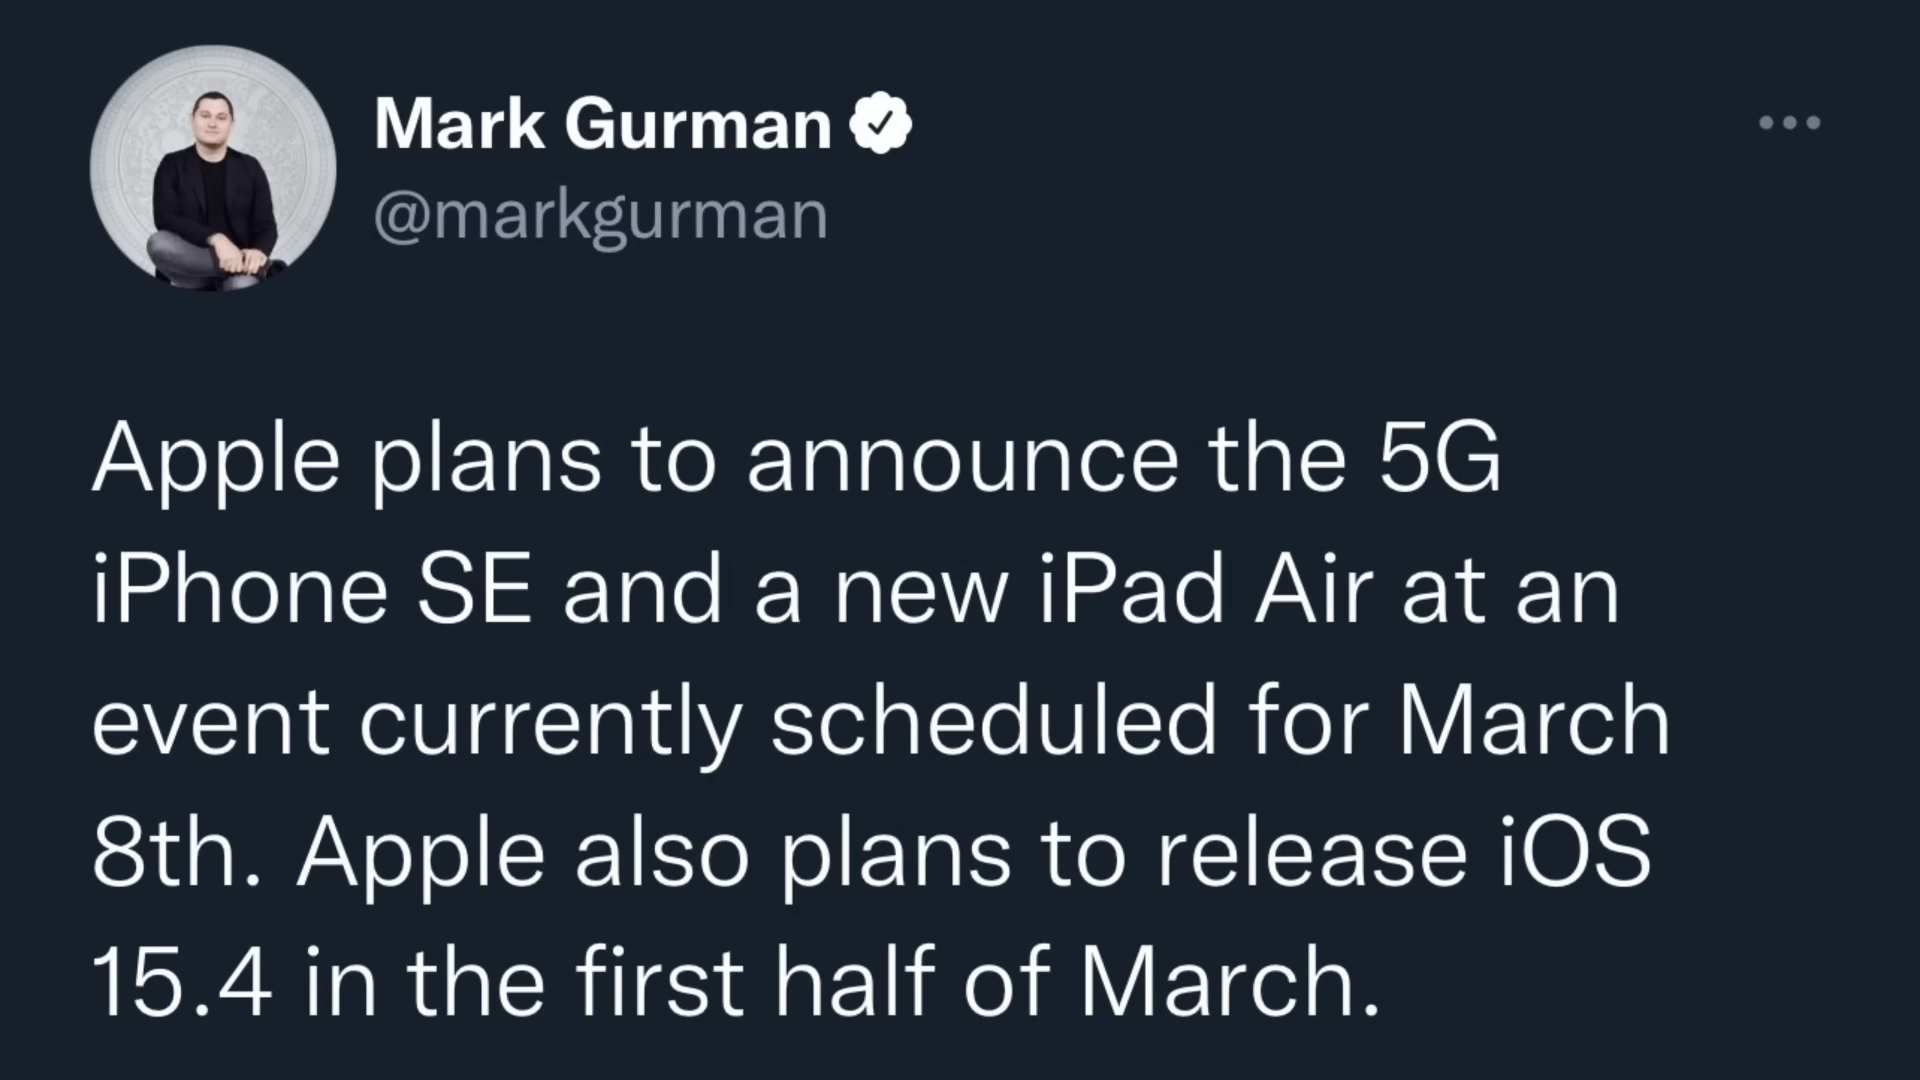 Mark Gurman
@markgurman
Apple plans to announce the 5G
iPhone SE and a new iPad Air at an
event currently scheduled for March
8th. Apple also plans to release iOS
15.4 in the first half of March.